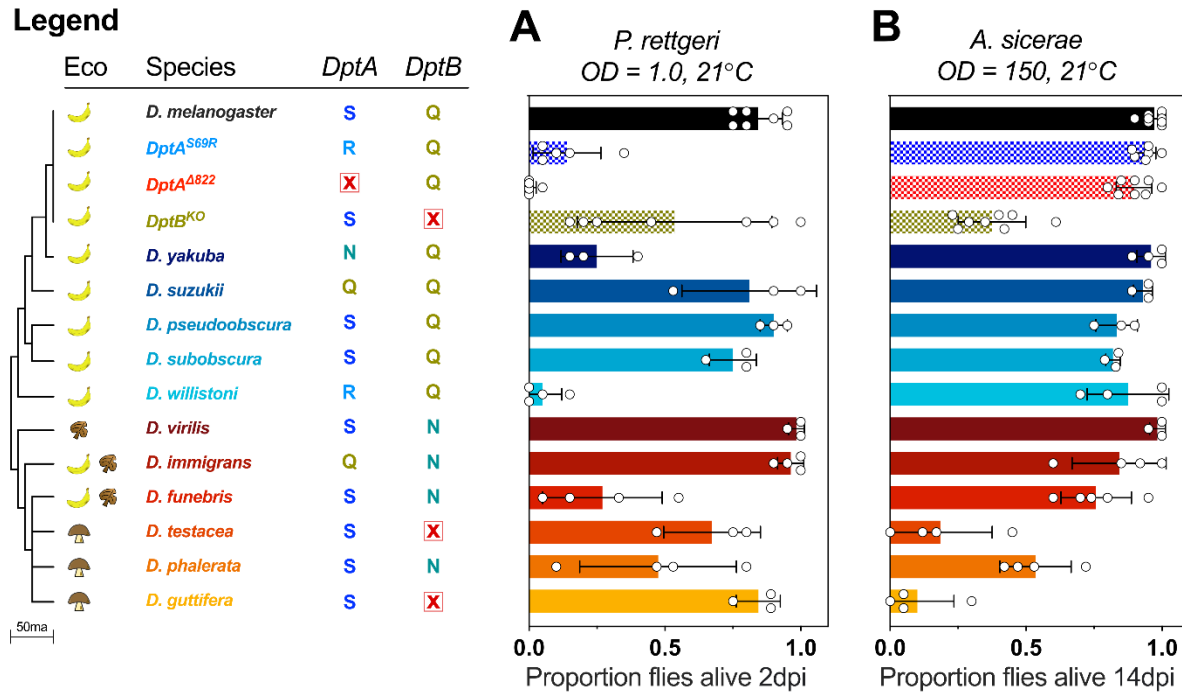 Legend
Eco Species DptA DptB
D. melanogaster S Q
DptA^S69R R Q
DptA^Δ822 X Q
DptB^KO S X
D. yakuba N Q
D. suzukii Q Q
D. pseudoobscura S Q
D. subobscura S Q
D. willistoni R Q
D. virilis S N
D. immigrans Q N
D. funebris S N
D. testacea S X
D. phalerata S N
D. guttifera S X
50ma
A
P. rettgeri
OD = 1.0, 21°C
0.0 0.5 1.0
Proportion flies alive 2dpi
B
A. sicerae
OD = 150, 21°C
0.0 0.5 1.0
Proportion flies alive 14dpi